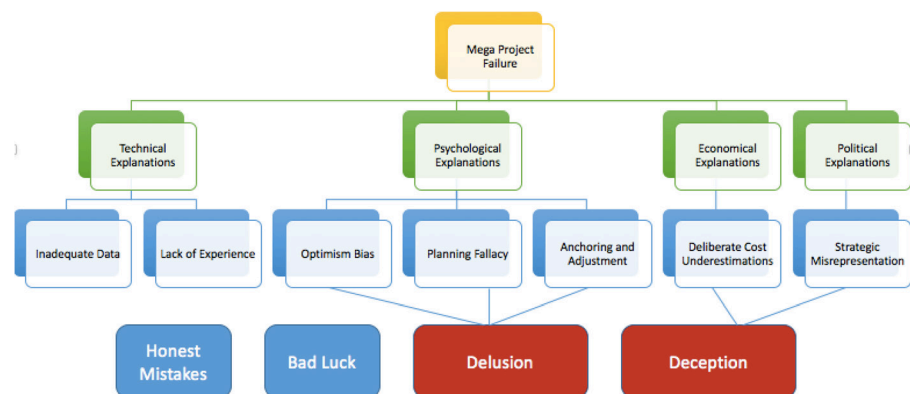 Mega Project
Failure
Technical
Explanations
Psychological
Explanations
Economical
Explanations
Political
Explanations
Inadequate Data
Lack of Experience
Optimism Bias
Planning Fallacy
Anchoring and
Adjustment
Deliberate Cost
Underestimations
Strategic
Misrepresentation
Honest
Mistakes
Bad Luck
Delusion
Deception